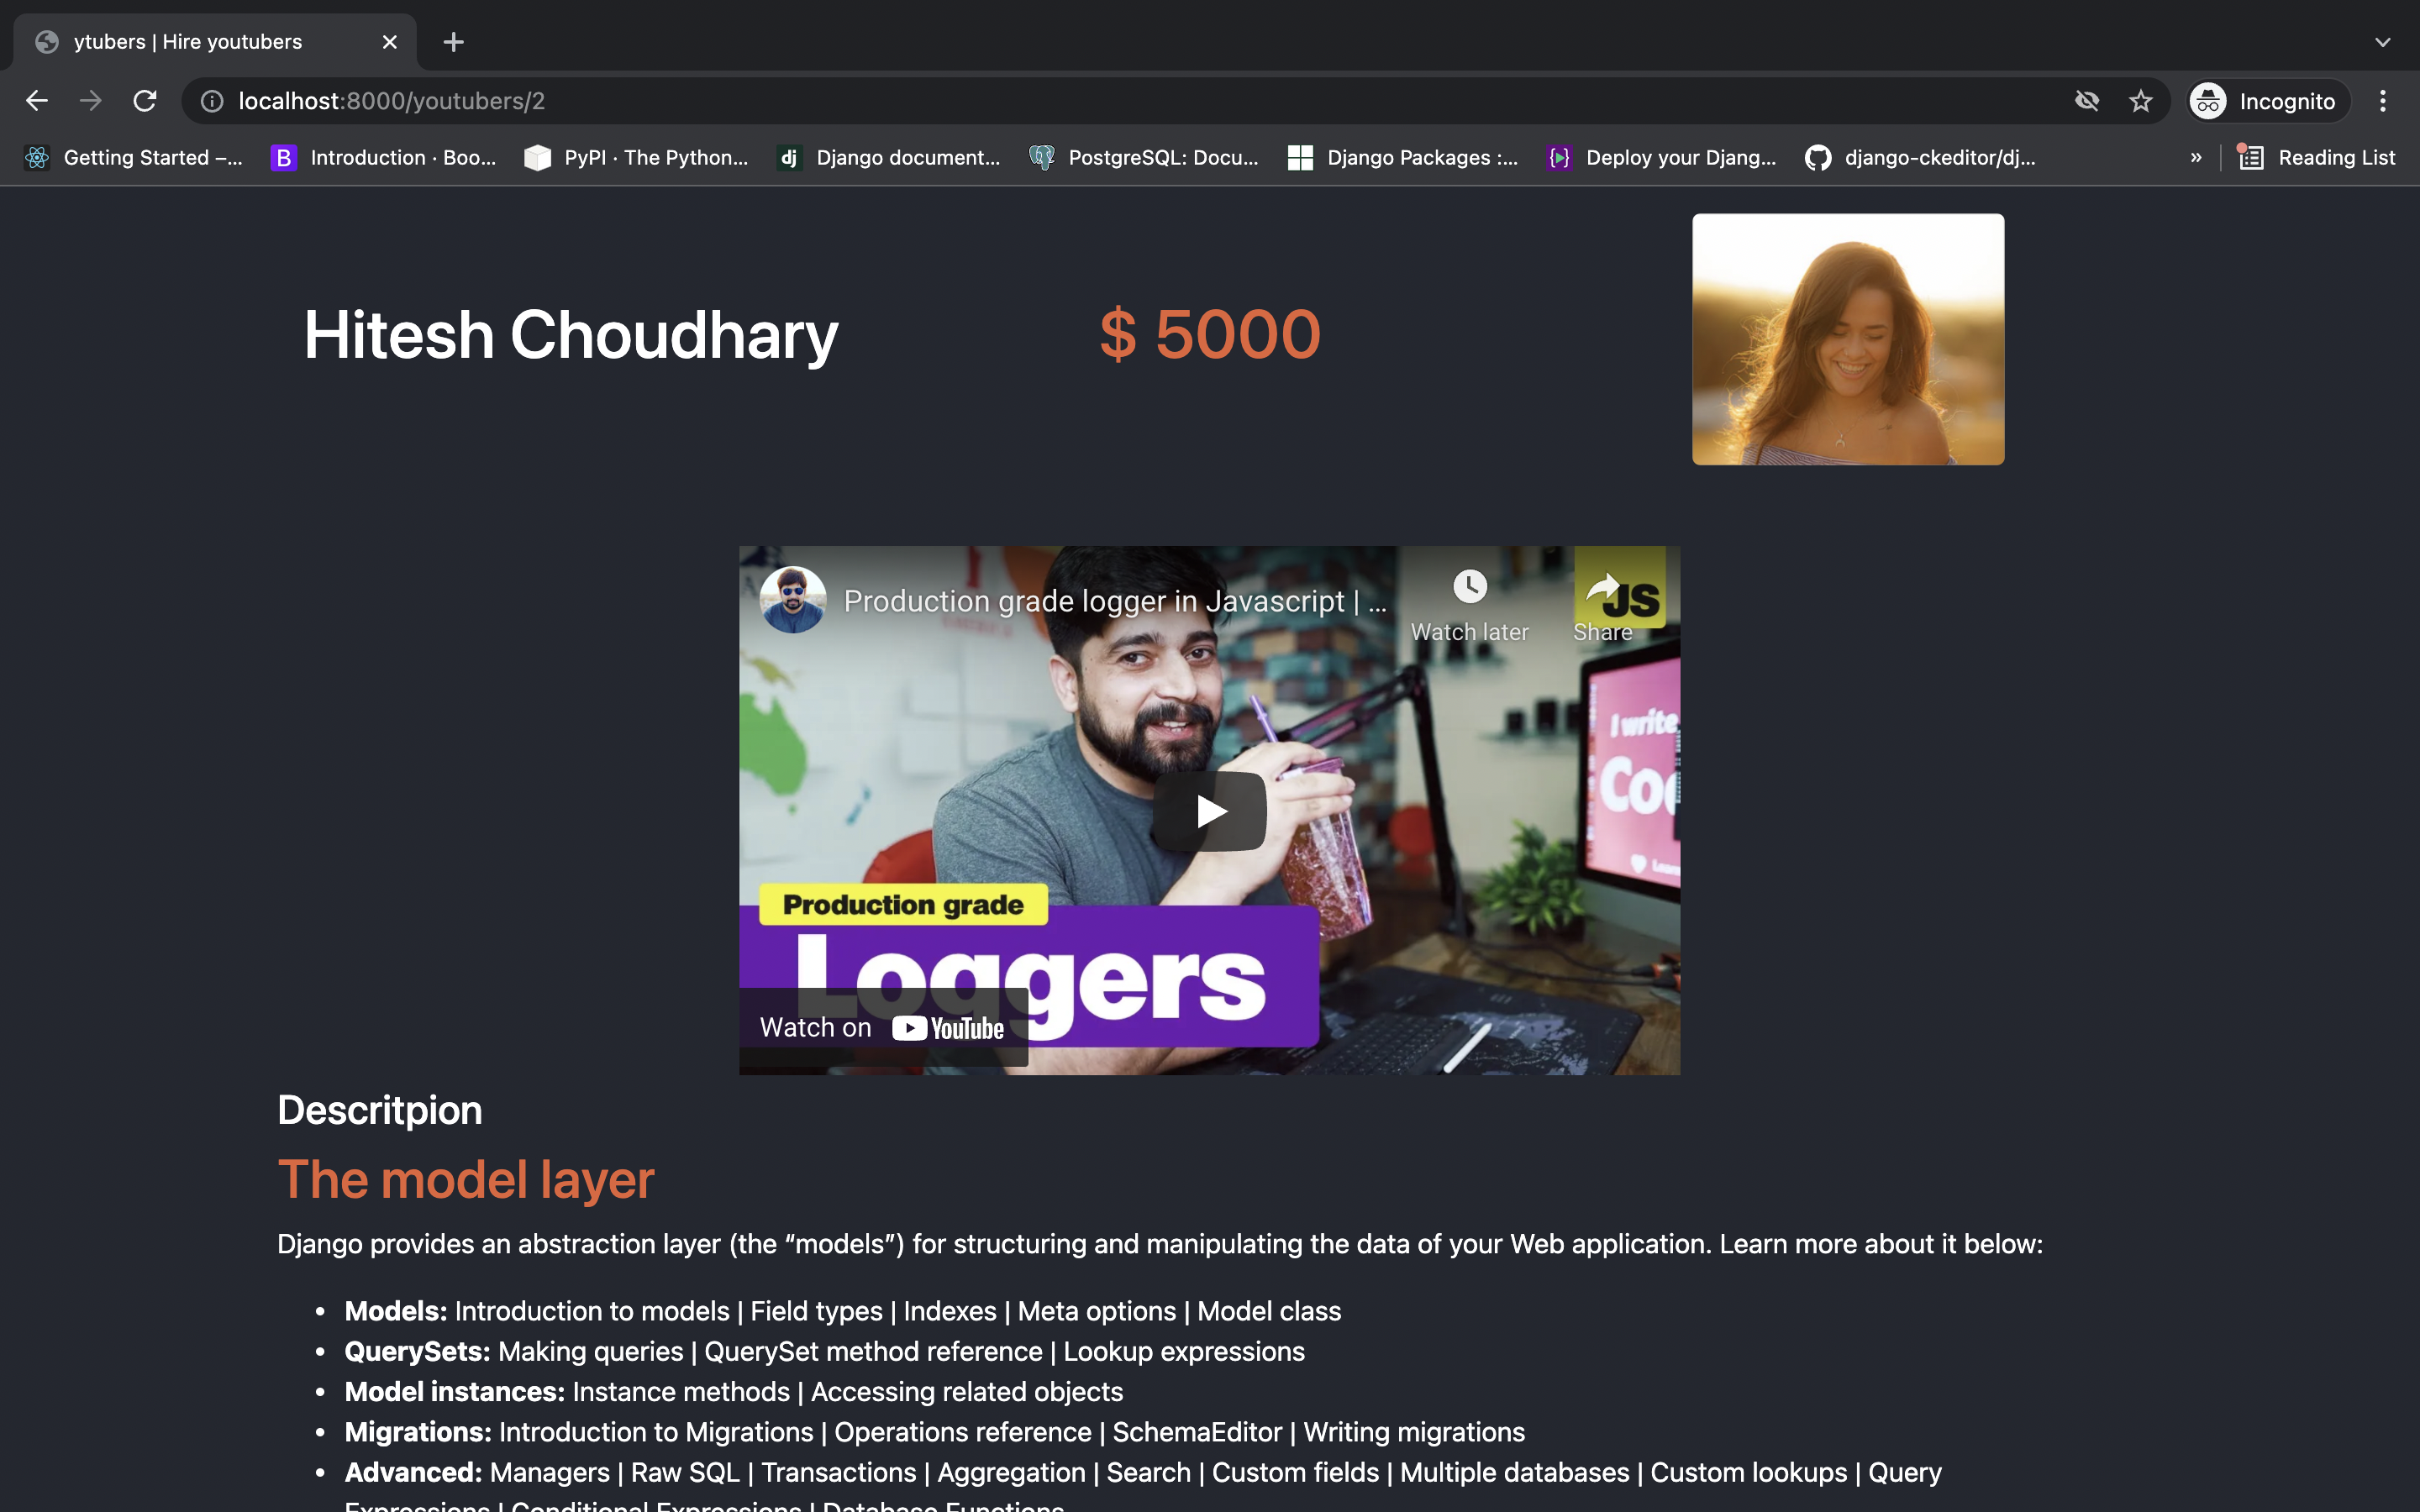 ytubers | Hire youtubers
localhost:8000/youtubers/2
Incognito
Getting Started –...
B
Introduction · Boo...
PyPI · The Python...
dj
Django document...
PostgreSQL: Docu...
Django Packages :...
Deploy your Djang...
django-ckeditor/dj...
»
Reading List
Hitesh Choudhary
$ 5000
Production grade logger in Javascript | ...
Watch later
Share
JS
I write
Production grade
Loggers
Watch on YouTube
Descritpion
The model layer
Django provides an abstraction layer (the “models”) for structuring and manipulating the data of your Web application. Learn more about it below:
• Models: Introduction to models | Field types | Indexes | Meta options | Model class
• QuerySets: Making queries | QuerySet method reference | Lookup expressions
• Model instances: Instance methods | Accessing related objects
• Migrations: Introduction to Migrations | Operations reference | SchemaEditor | Writing migrations
• Advanced: Managers | Raw SQL | Transactions | Aggregation | Search | Custom fields | Multiple databases | Custom lookups | Query
Expressions | Conditional Expressions | Database Functions